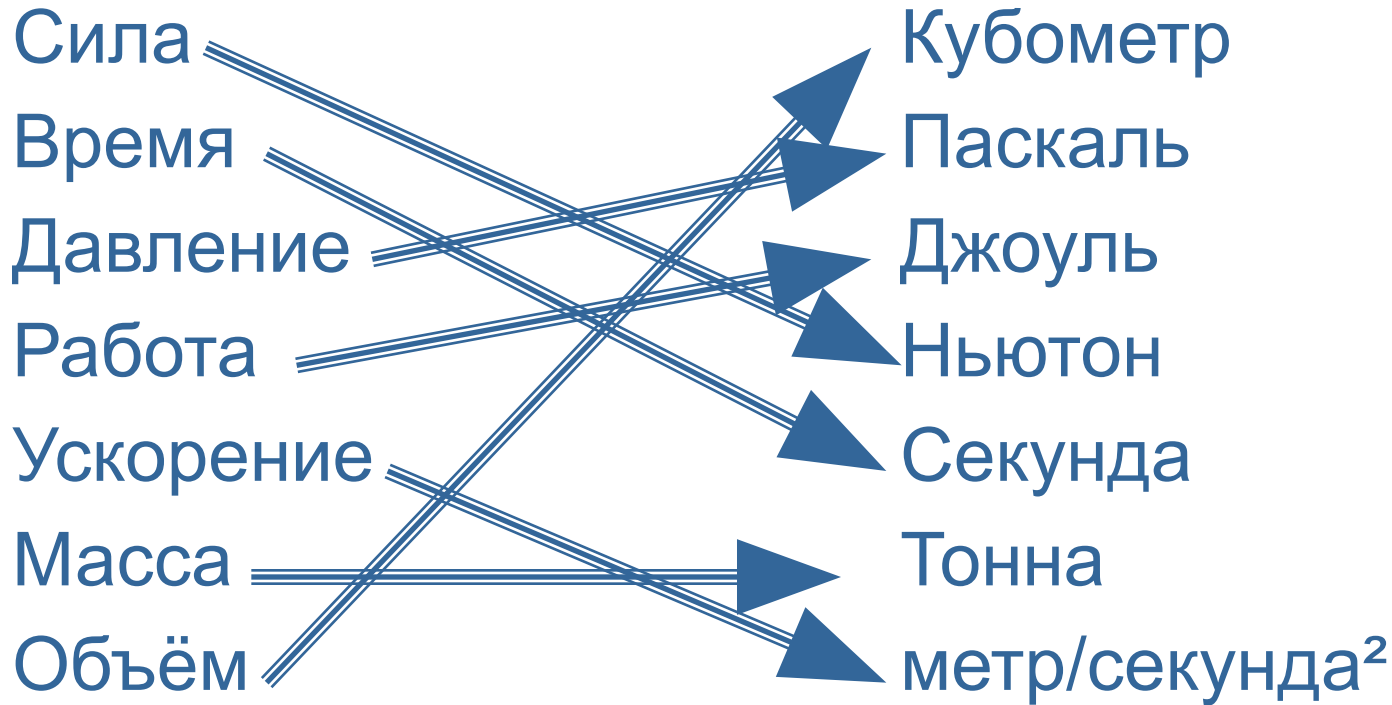 Сила
Время
Давление
Работа
Ускорение
Масса
Объём
Кубометр
Паскаль
Джоуль
Ньютон
Секунда
Тонна
метр/секунда²